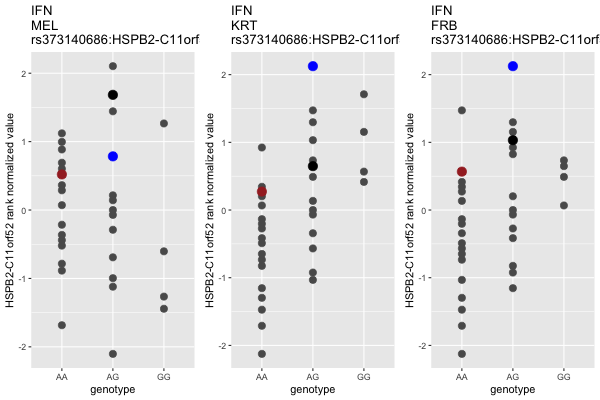 IFN
MEL
rs373140686:HSPB2-C11orf
HSPB2-C11orf52 rank normalized value
2
1
0
-1
-2
AA AG GG
genotype
IFN
KRT
rs373140686:HSPB2-C11orf
HSPB2-C11orf52 rank normalized value
2
1
0
-1
-2
AA AG GG
genotype
IFN
FRB
rs373140686:HSPB2-C11orf
HSPB2-C11orf52 rank normalized value
2
1
0
-1
-2
AA AG GG
genotype